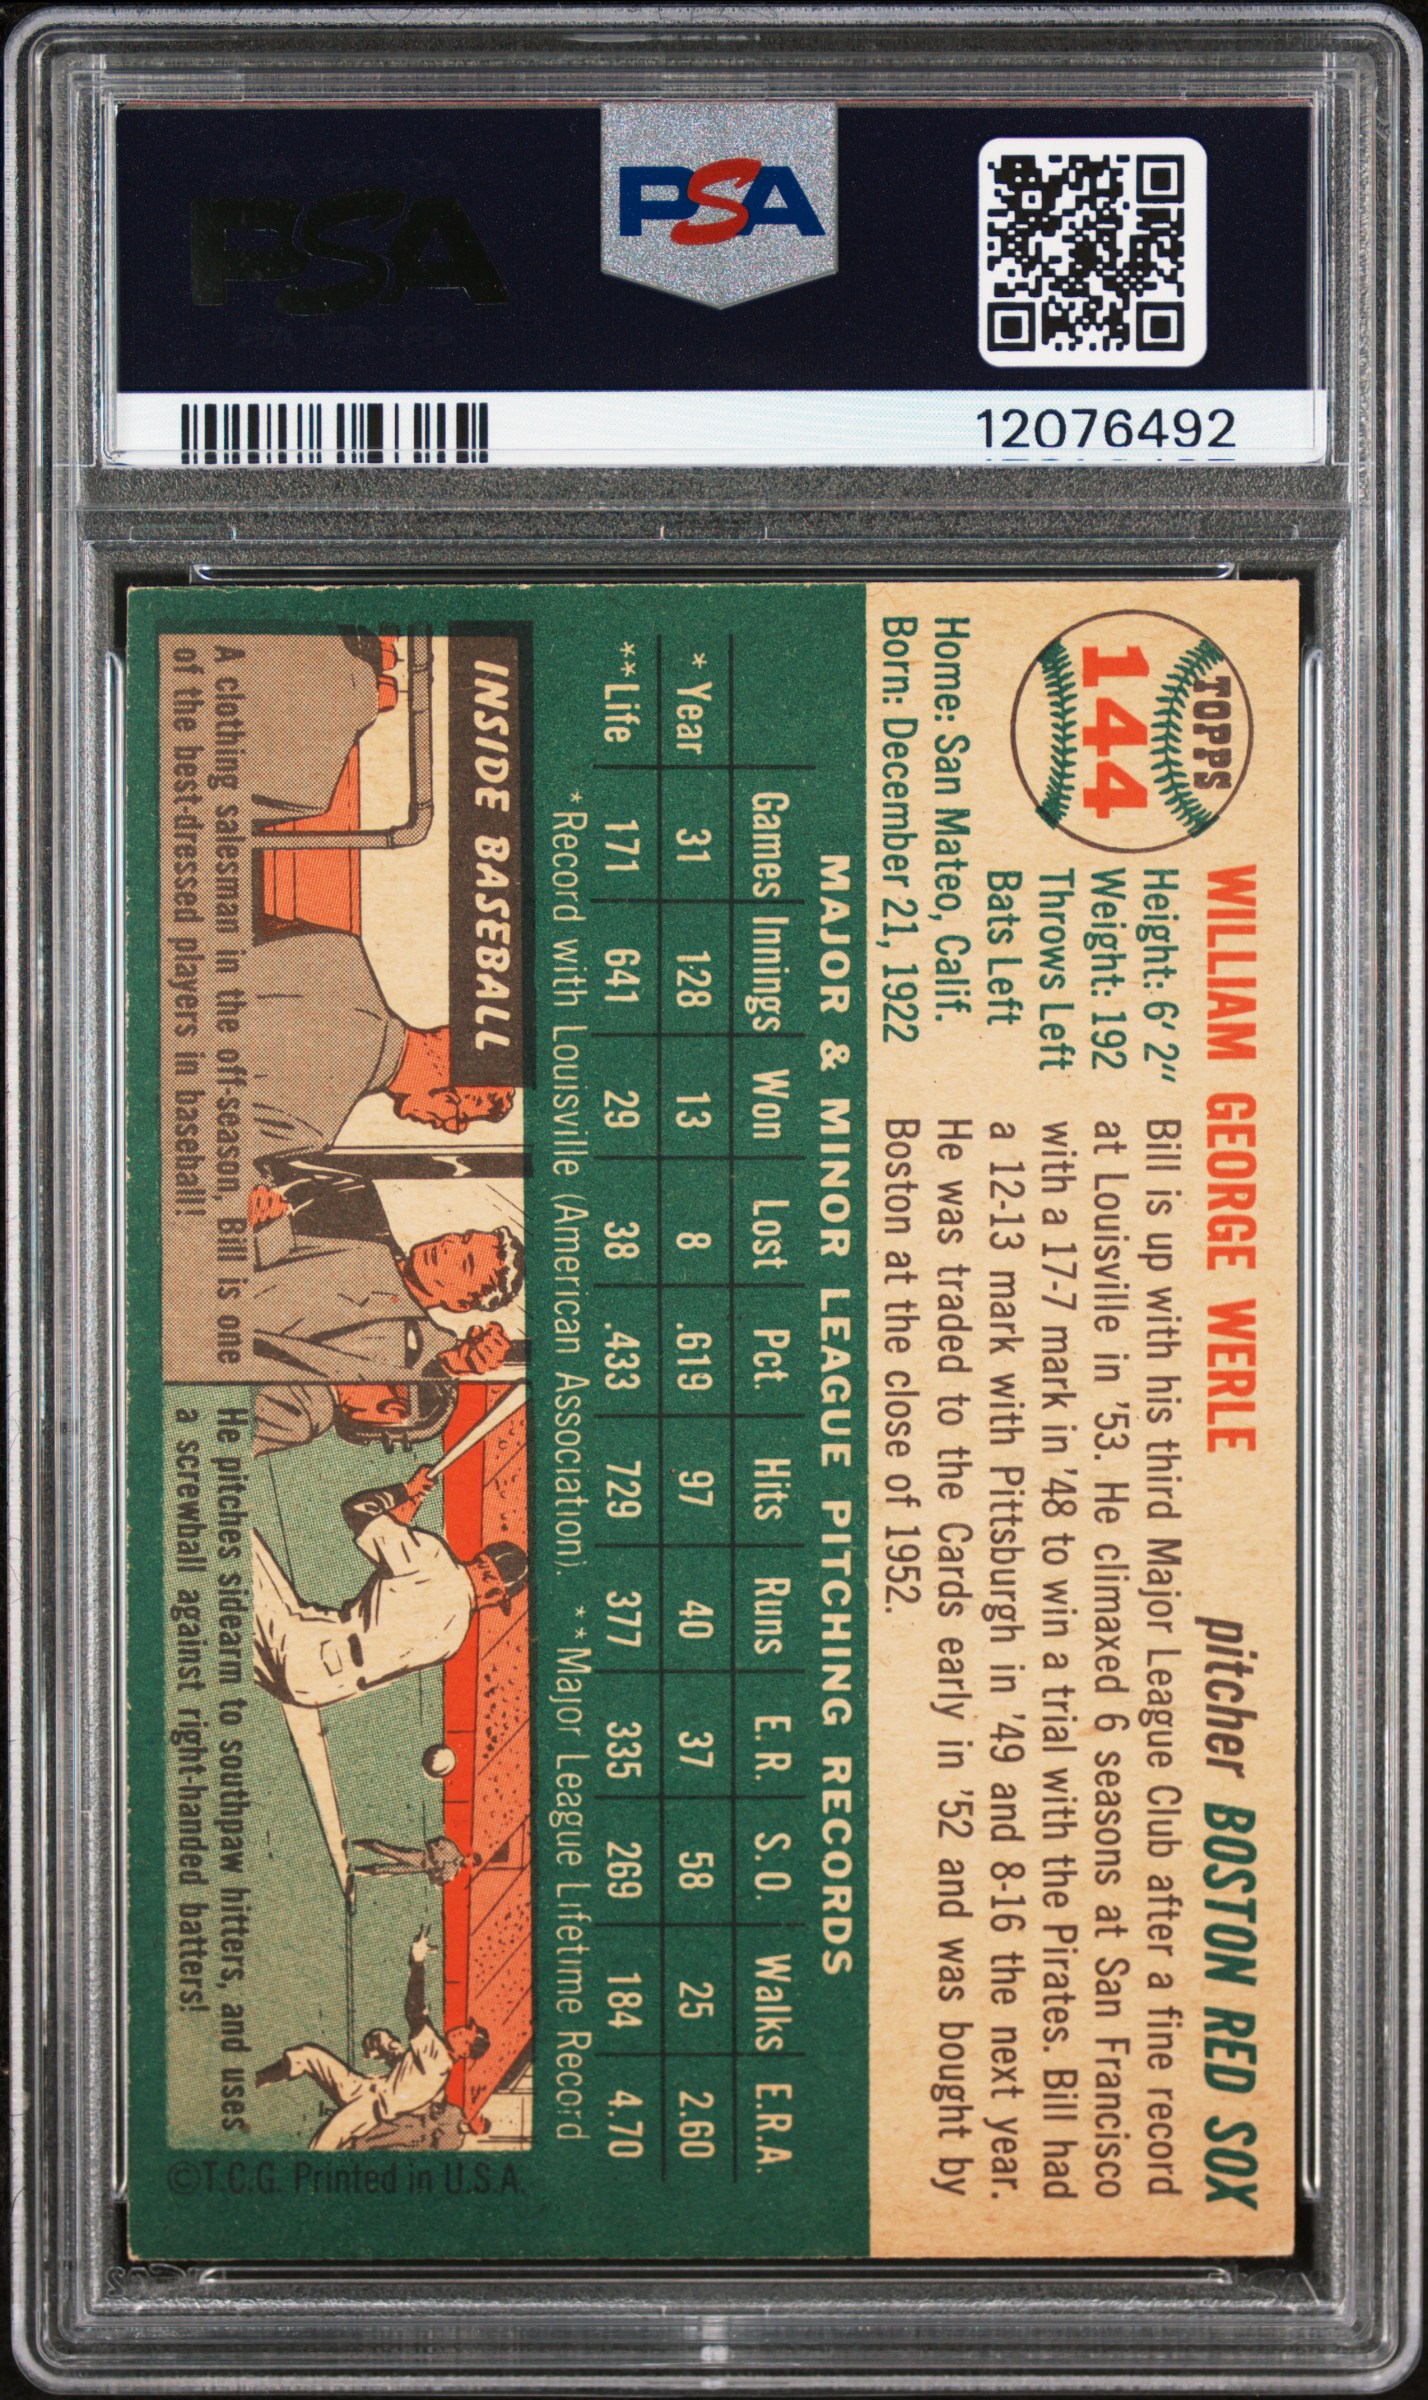 PSA
PSA
12076492
TOPPS
144
WILLIAM GEORGE WERLE pitcher BOSTON RED SOX
Height: 6' 2"
Weight: 192
Throws Left
Bats Left
Home: San Mateo, Calif.
Born: December 21, 1922
Bill is up with his third Major League Club after a fine record
at Louisville in '53. He climaxed 6 seasons at San Francisco
with a 17-7 mark in '48 to win a trial with the Pirates. Bill had
a 12-13 mark with Pittsburgh in '49 and 8-16 the next year.
He was traded to the Cards early in '52 and was bought by
Boston at the close of 1952.
MAJOR & MINOR LEAGUE PITCHING RECORDS
Games Innings Won Lost Pct. Hits Runs E.R. S.O. Walks E.R.A.
* Year 31 128 13 8 .619 97 40 37 58 25 2.60
**Life 171 641 29 38 .433 729 377 335 269 184 4.70
*Record with Louisville (American Association). **Major League Lifetime Record
INSIDE BASEBALL
A clothing salesman in the off-season, Bill is one
of the best-dressed players in baseball!
He pitches sidearm to southpaw hitters, and uses
a screwball against right-handed batters!
©T.C.G. Printed in U.S.A.